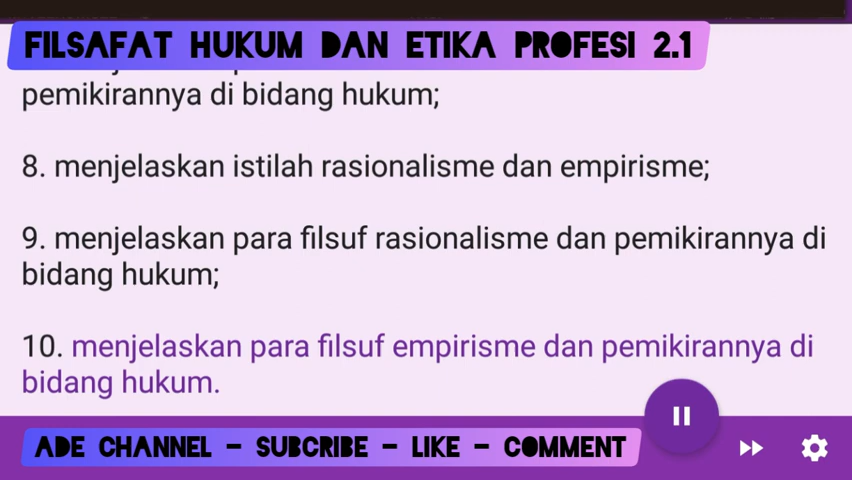 FILSAFAT HUKUM DAN ETIKA PROFESI 2.1
pemikirannya di bidang hukum;
8. menjelaskan istilah rasionalisme dan empirisme;
9. menjelaskan para filsuf rasionalisme dan pemikirannya di
bidang hukum;
10. menjelaskan para filsuf empirisme dan pemikirannya di
bidang hukum.
ADE CHANNEL - SUBCRIBE - LIKE - COMMENT